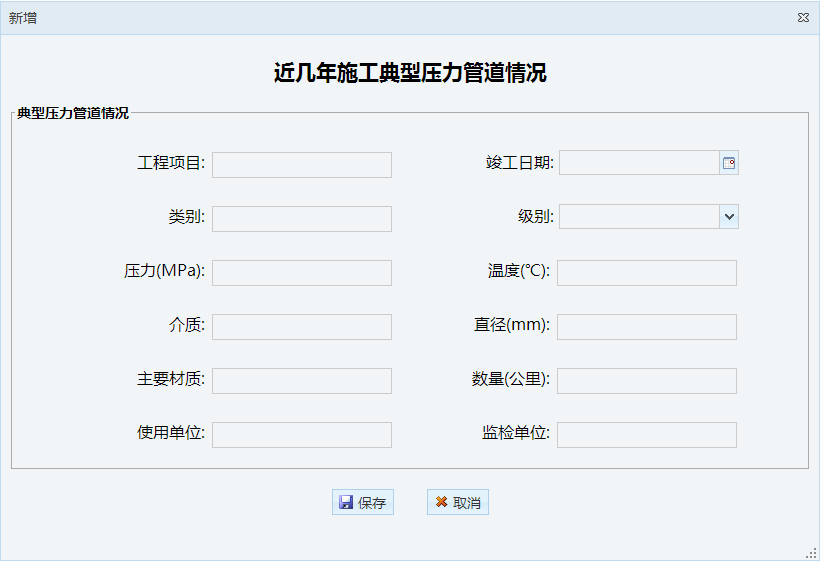 新增
近几年施工典型压力管道情况
典型压力管道情况
工程项目: 竣工日期:
类别: 级别:
压力(MPa): 温度(℃):
介质: 直径(mm):
主要材质: 数量(公里):
使用单位: 监检单位:
保存 取消